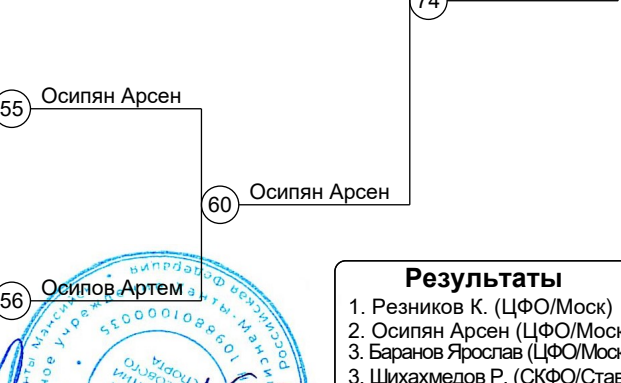 74
55
Осипян Арсен
60
Осипян Арсен
56
Осипов Артем
Результаты
1. Резников К. (ЦФО/Моск)
2. Осипян Арсен (ЦФО/Моск
3. Баранов Ярослав (ЦФО/Моск
3. Шихахмедов Р. (СКФО/Став